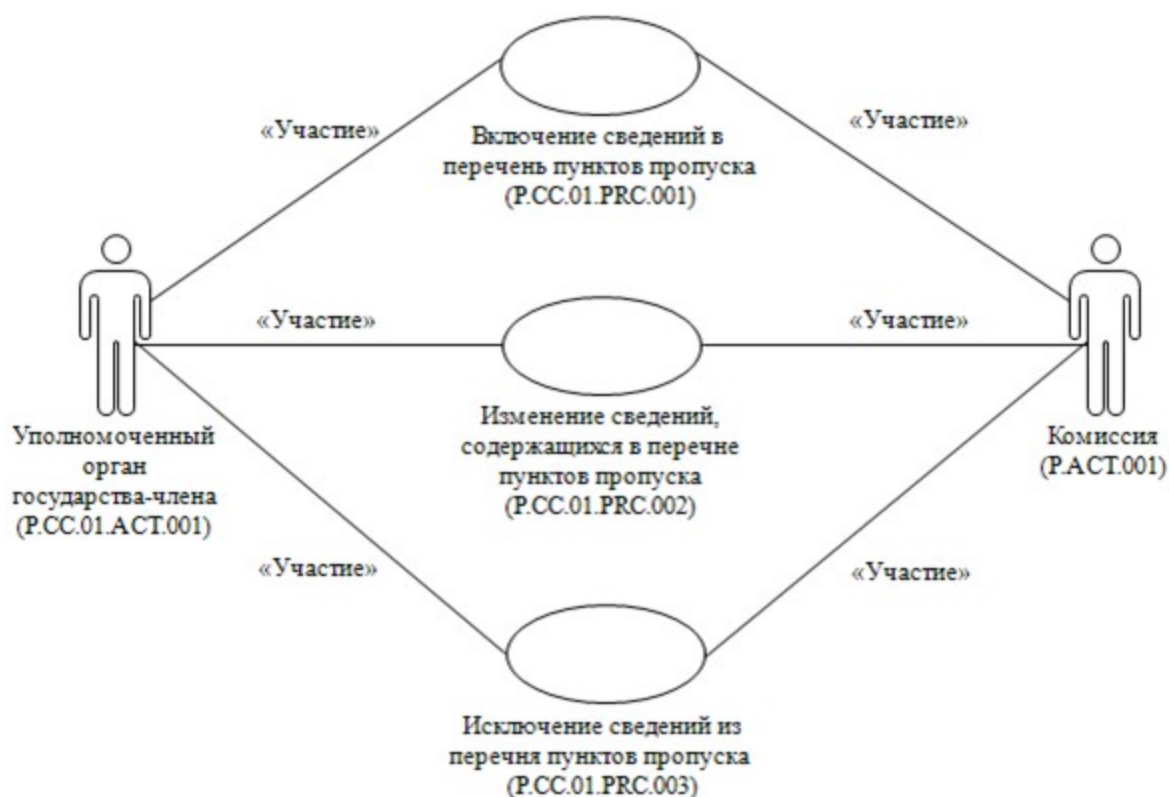 «Участие»
«Участие»
Включение сведений в
перечень пунктов пропуска
(P.CC.01.PRC.001)
«Участие»
«Участие»
Уполномоченный
орган
государства-члена
(P.CC.01.ACT.001)
Изменение сведений,
содержащихся в перечне
пунктов пропуска
(P.CC.01.PRC.002)
Комиссия
(P.ACT.001)
«Участие»
«Участие»
Исключение сведений из
перечня пунктов пропуска
(P.CC.01.PRC.003)